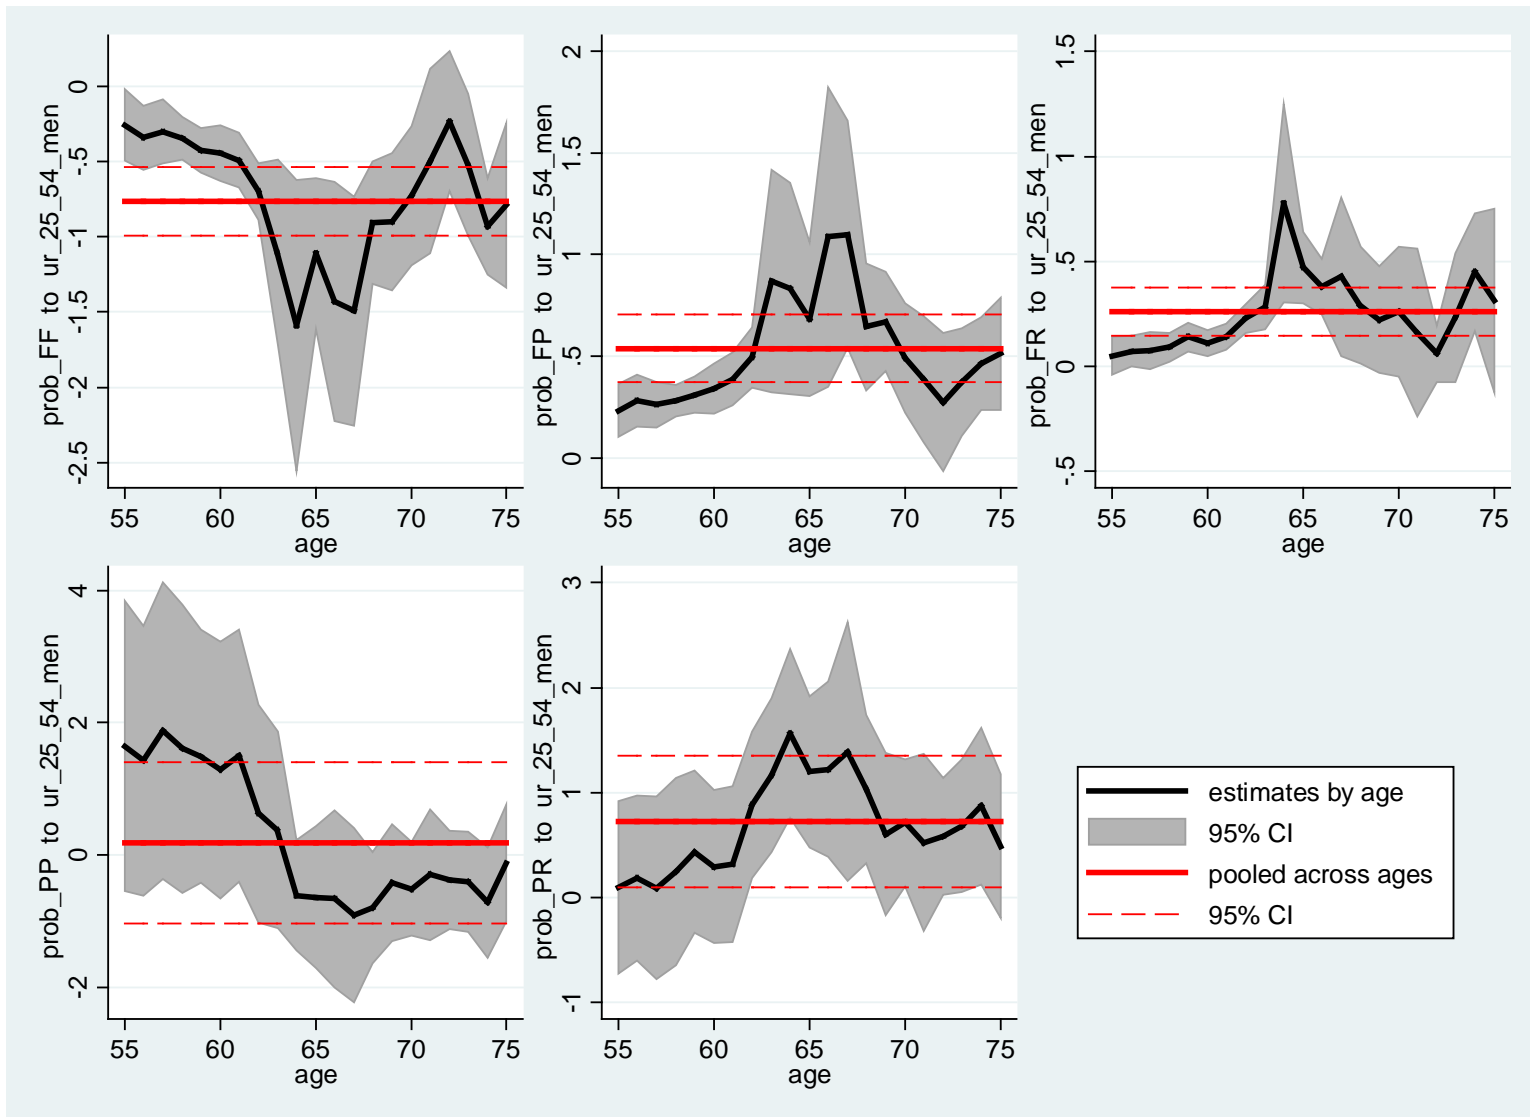 prob_FF to ur_25_54_men
0
-.5
-1
-1.5
-2
-2.5
55 60 65 70 75
age
prob_FP to ur_25_54_men
2
1.5
1
.5
0
55 60 65 70 75
age
prob_FR to ur_25_54_men
1.5
1
.5
0
-.5
55 60 65 70 75
age
prob_PP to ur_25_54_men
4
2
0
-2
55 60 65 70 75
age
prob_PR to ur_25_54_men
3
2
1
0
-1
55 60 65 70 75
age
estimates by age
95% CI
pooled across ages
95% CI